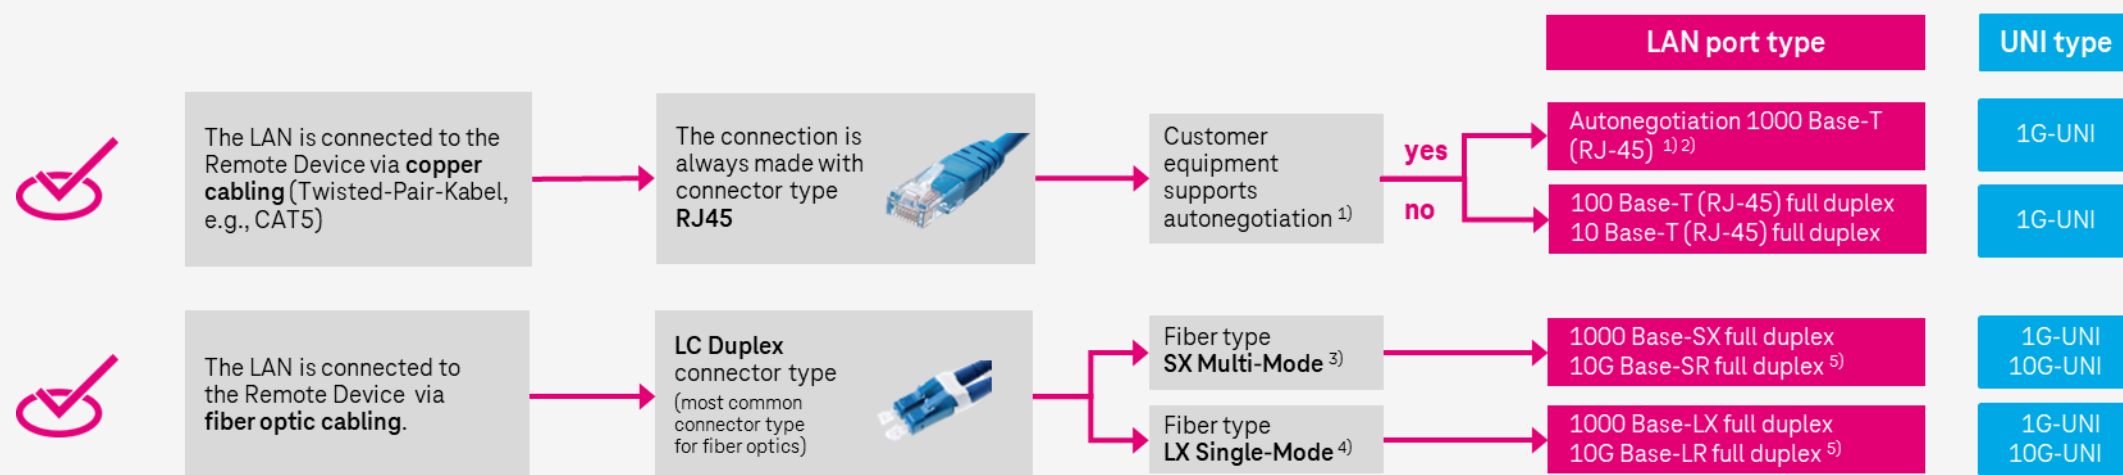 LAN port type
UNI type
The LAN is connected to the
Remote Device via copper
cabling (Twisted-Pair-Kabel,
e.g., CAT5)
The connection is
always made with
connector type
RJ45
Customer
equipment
supports
autonegotiation 1)
yes
no
Autonegotiation 1000 Base-T
(RJ-45) 1) 2)
1G-UNI
100 Base-T (RJ-45) full duplex
10 Base-T (RJ-45) full duplex
1G-UNI
The LAN is connected to
the Remote Device via
fiber optic cabling.
LC Duplex
connector type
(most common
connector type
for fiber optics)
Fiber type
SX Multi-Mode 3)
1000 Base-SX full duplex
10G Base-SR full duplex 5)
1G-UNI
10G-UNI
Fiber type
LX Single-Mode 4)
1000 Base-LX full duplex
10G Base-LR full duplex 5)
1G-UNI
10G-UNI